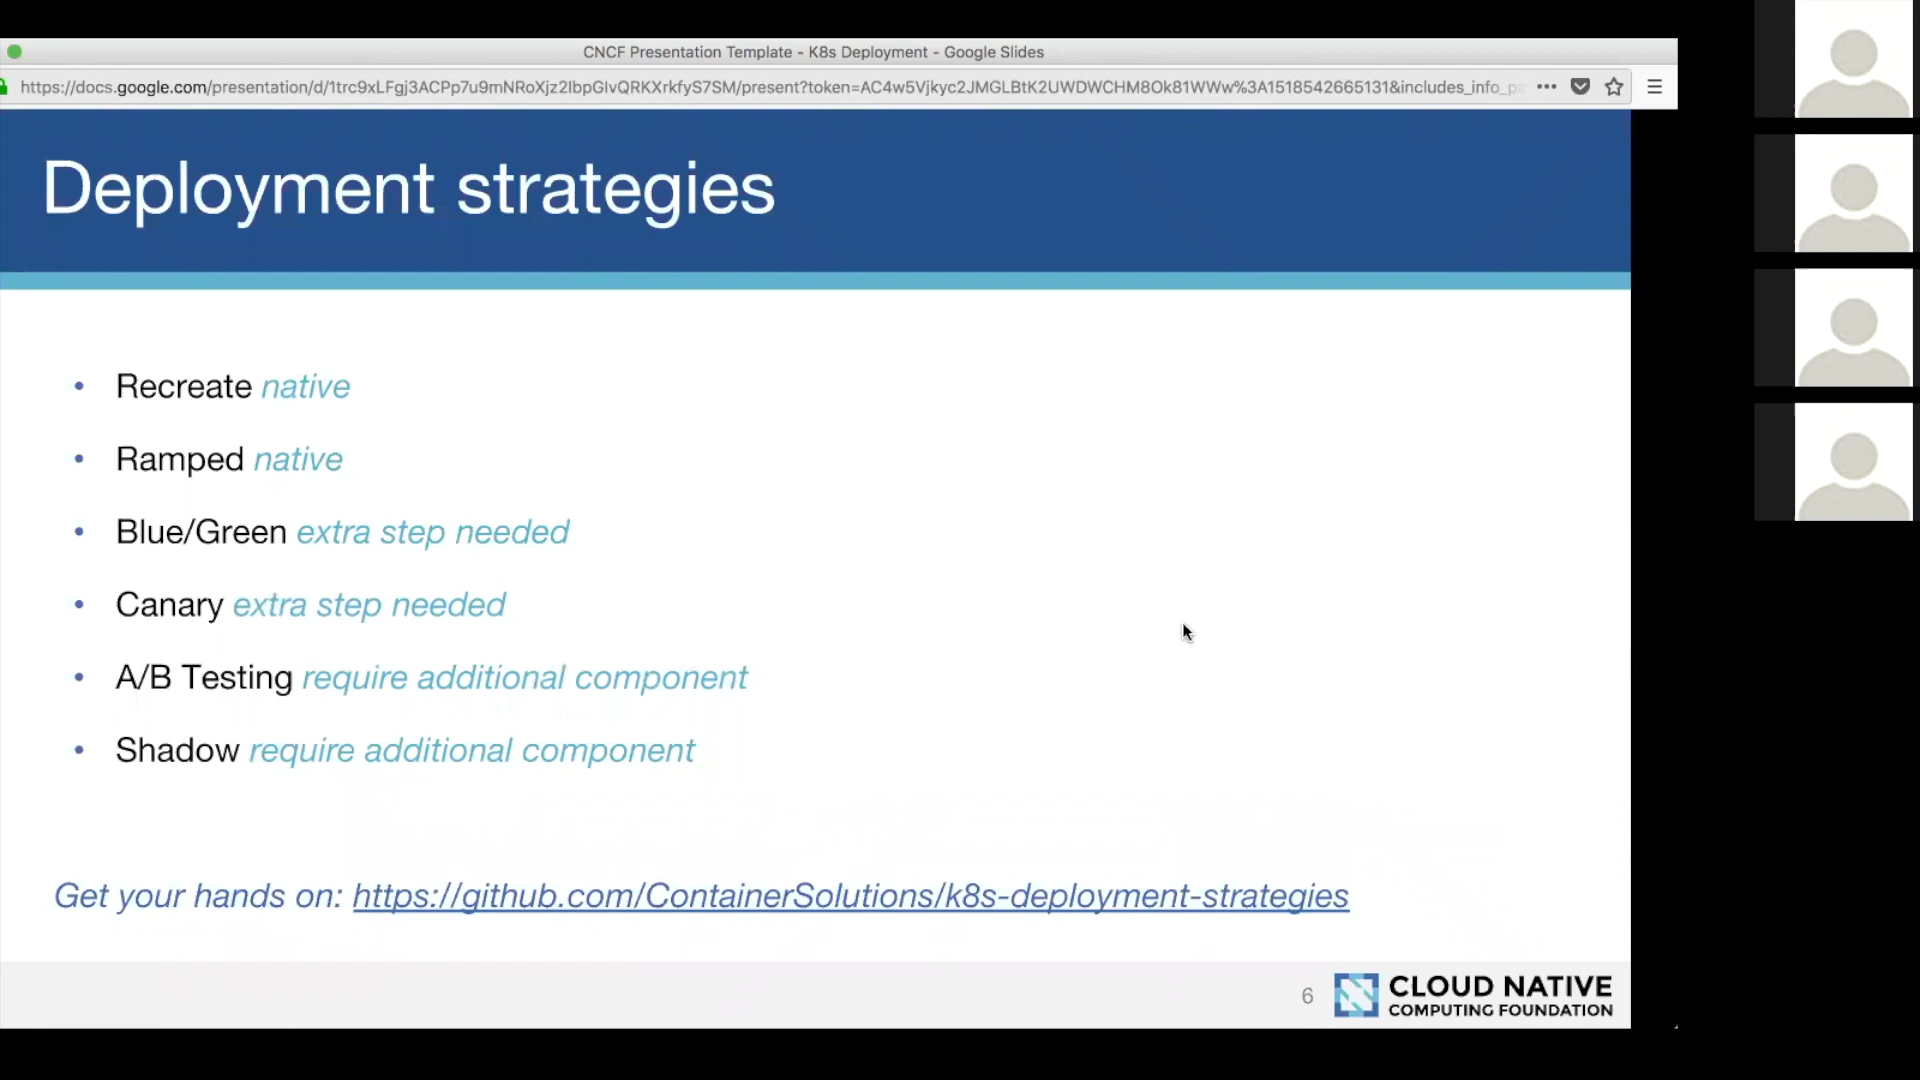 CNCF Presentation Template - K8s Deployment - Google Slides
https://docs.google.com/presentation/d/1trc9xLFgj3ACPp7u9mNRoXjz2IbpGIvQRKXrkfyS7SM/present?token=AC4w5Vjkyc2JMGLBtK2UWDWCHM8Ok81WWw%3A1518542665131&includes_info_pa
Deployment strategies
• Recreate native
• Ramped native
• Blue/Green extra step needed
• Canary extra step needed
• A/B Testing require additional component
• Shadow require additional component
Get your hands on: https://github.com/ContainerSolutions/k8s-deployment-strategies
6
CLOUD NATIVE
COMPUTING FOUNDATION